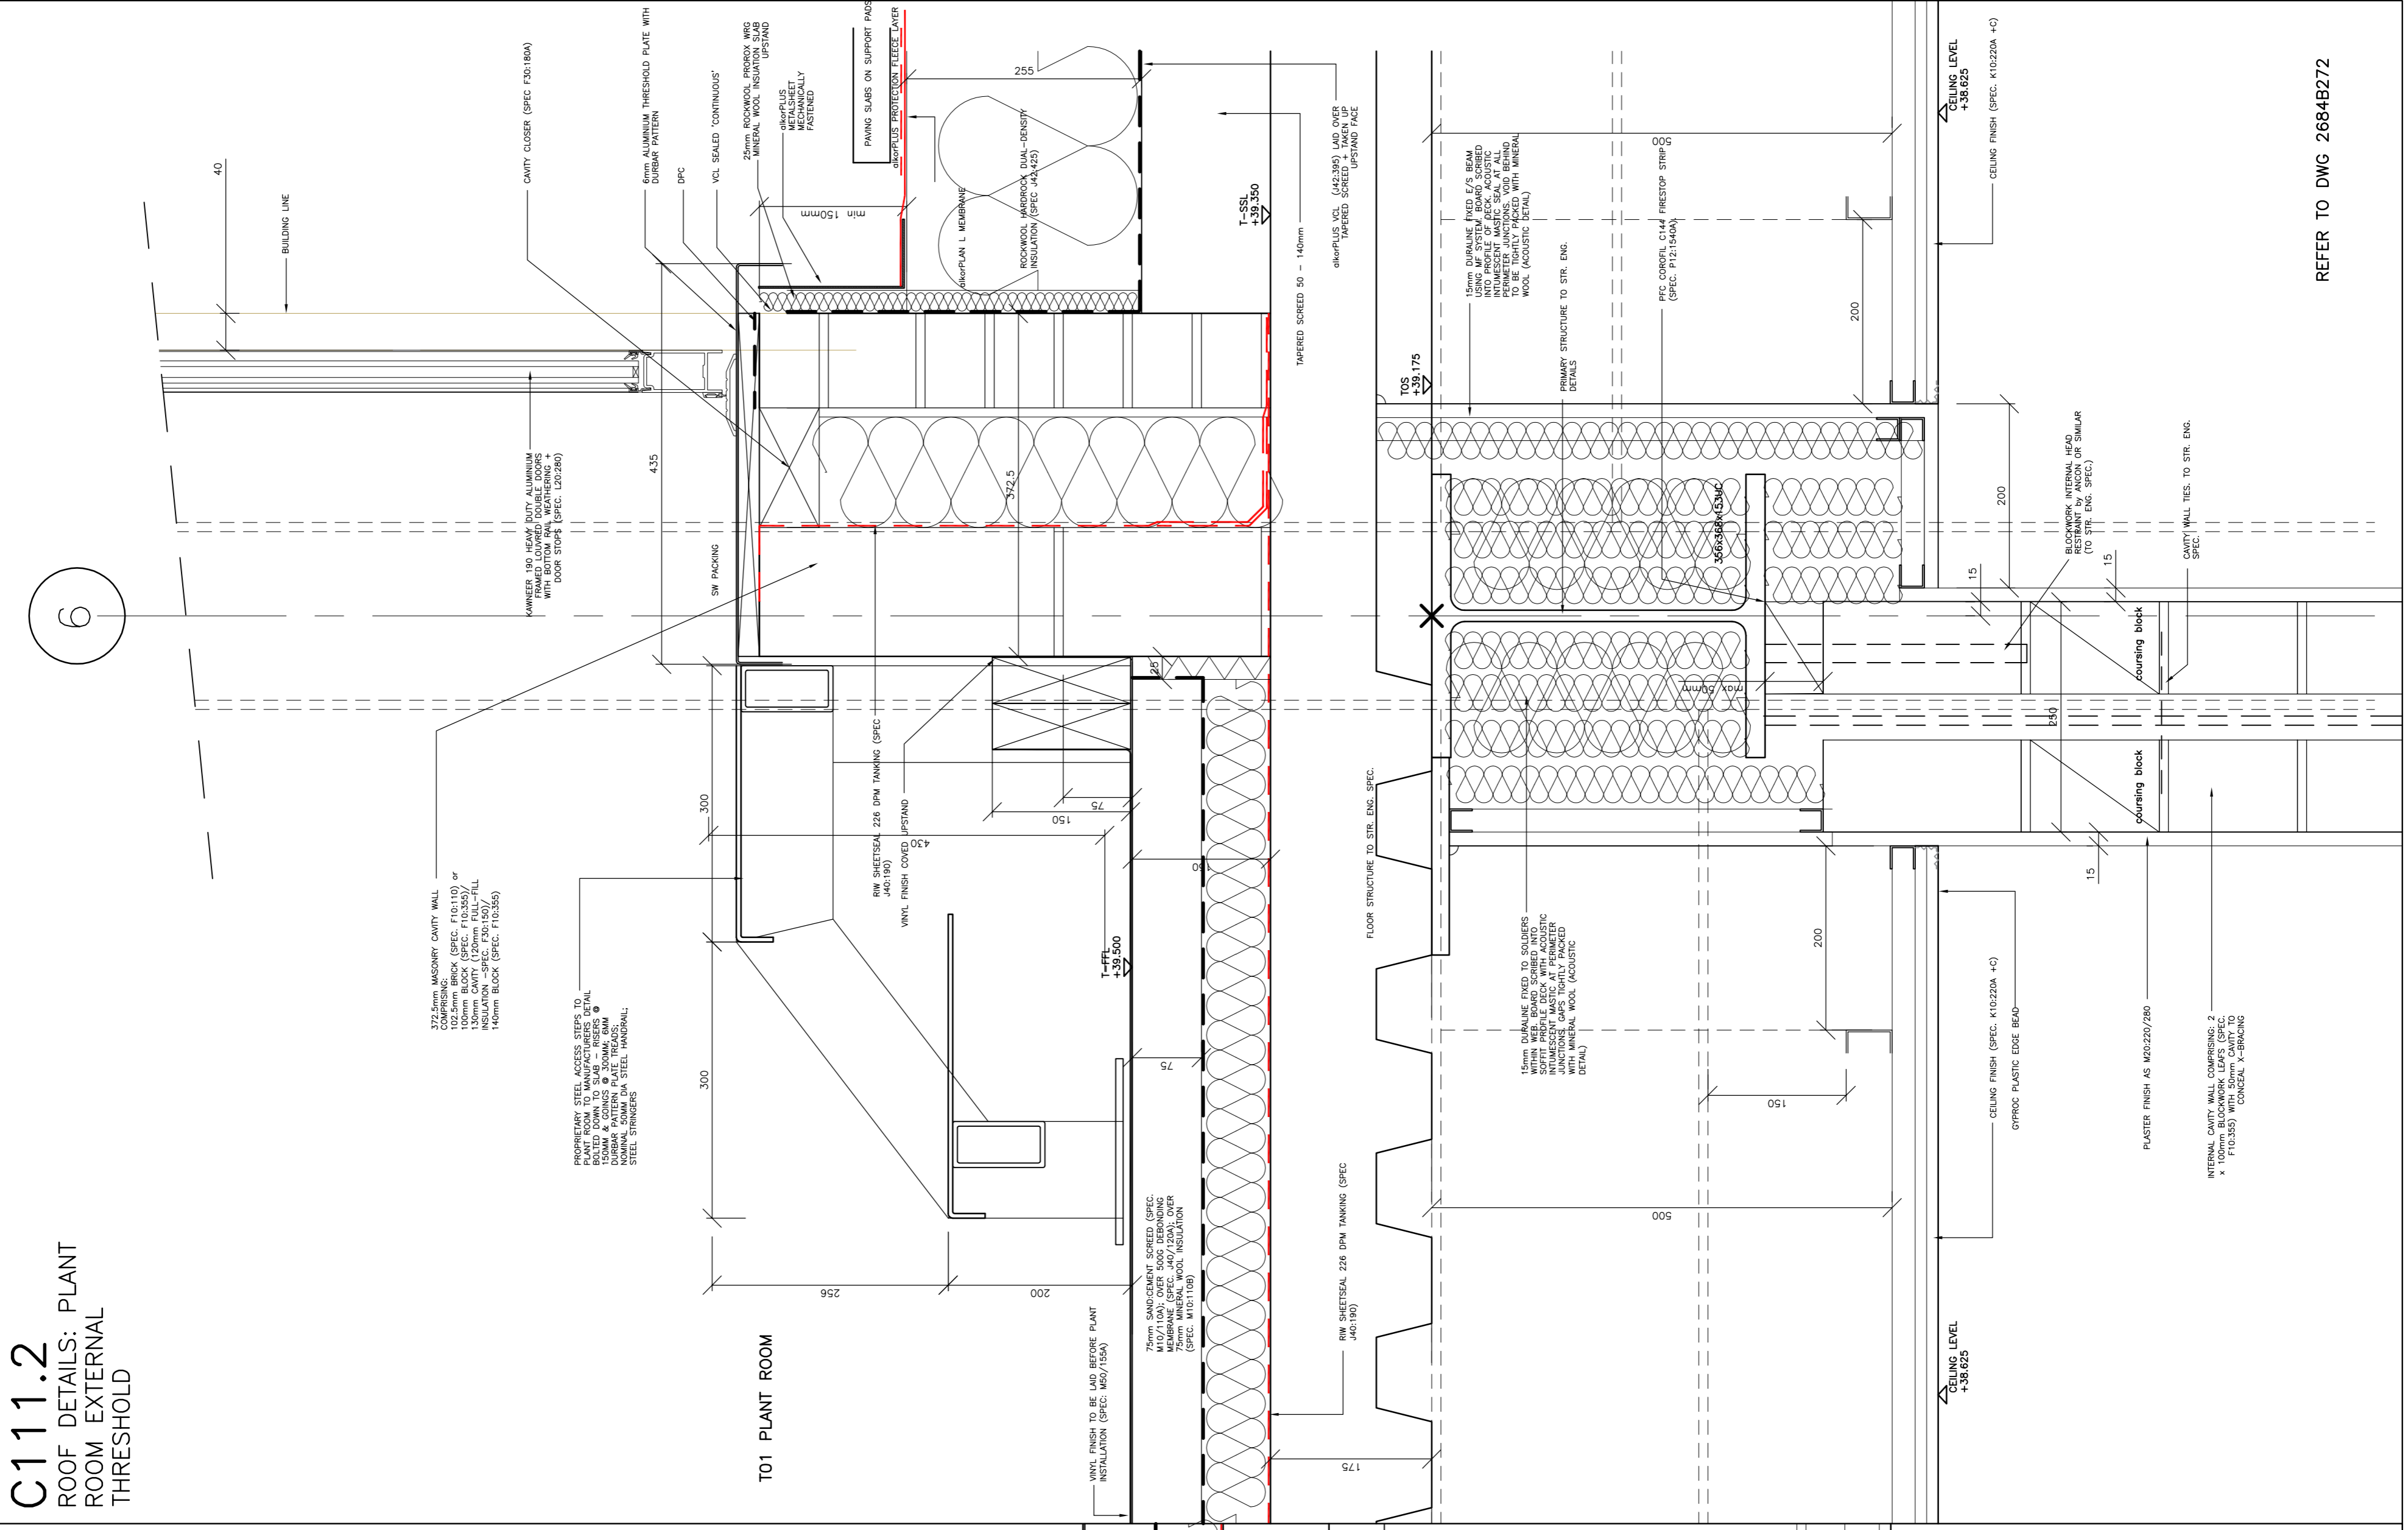 C111.2
ROOF DETAILS: PLANT
ROOM EXTERNAL
THRESHOLD
6
40
BUILDING LINE
CAVITY CLOSER (SPEC F30:180A)
6mm ALUMINIUM THRESHOLD PLATE WITH
DURBAR PATTERN
DPC
VCL SEALED 'CONTINUOUS'
25mm ROCKWOOL PROROX WRG
MINERAL WOOL INSUATION SLAB
UPSTAND
alkorPLUS
METALSHEET
MECHANICALLY
FASTENED
PAVING SLABS ON SUPPORT PADS
alkorPLUS PROTECTION FLEECE LAYER
min 150mm
255
alkorPLAN L MEMBRANE
ROCKWOOL HARDROCK DUAL-DENSITY
INSULATION (SPEC J42:425)
T-SSL
+39.350
TAPERED SCREED 50 - 140mm
alkorPLUS VCL (J42:395) LAID OVER
TAPERED SCREED + TAKEN UP
UPSTAND FACE
KAWNEER 190 HEAVY DUTY ALUMINIUM
FRAMED LOUVRED DOUBLE DOORS
WITH BOTTOM RAIL WEATHERING +
DOOR STOPS (SPEC. L20:280)
435
SW PACKING
372.5
372.5mm MASONRY CAVITY WALL
COMPRISING:
102.5mm BRICK (SPEC. F10:110) or
100mm BLOCK (SPEC. F10:355)/
130mm CAVITY (120mm FULL-FILL
INSULATION -SPEC. F30:150)/
140mm BLOCK (SPEC. F10:355)
PROPRIETARY STEEL ACCESS STEPS TO
PLANT ROOM TO MANUFACTURERS DETAIL
BOLTED DOWN TO SLAB - RISERS @
150MM & GOINGS @ 300MM; 6MM
DURBAR PATTERN PLATE TREADS;
NOMINAL 50MM DIA STEEL HANDRAIL;
STEEL STRINGERS
300
300
256
200
T01 PLANT ROOM
RIW SHEETSEAL 226 DPM TANKING (SPEC
J40:190)
VINYL FINISH COVED UPSTAND
430
150
75
25
150
75
T-FFL
+39.500
VINYL FINISH TO BE LAID BEFORE PLANT
INSTALLATION (SPEC: M50/155A)
75mm SAND:CEMENT SCREED (SPEC.
M10/110A); OVER 500G DEBONDING
MEMBRANE (SPEC. J40/120A); OVER
75mm MINERAL WOOL INSULATION
(SPEC. M10:110B)
RIW SHEETSEAL 226 DPM TANKING (SPEC
J40:190)
175
FLOOR STRUCTURE TO STR. ENG. SPEC.
TOS
+39.175
15mm DURALINE FIXED E/S BEAM
USING MF SYSTEM. BOARD SCRIBED
INTO PROFILE OF DECK. ACOUSTIC
INTUMESCENT MASTIC SEAL AT ALL
PERIMETER JUNCTIONS. VOID BEHIND
TO BE TIGHTLY PACKED WITH MINERAL
WOOL (ACOUSTIC DETAIL)
PRIMARY STRUCTURE TO STR. ENG.
DETAILS
PFC COROFIL C144 FIRESTOP STRIP
(SPEC. P12:1540A)
356x368x153UC
500
200
CEILING LEVEL
+38.625
CEILING FINISH (SPEC. K10:220A +C)
200
15mm DURALINE FIXED TO SOLDIERS
WITHIN WEB. BOARD SCRIBED INTO
SOFFIT PROFILE DECK WITH ACOUSTIC
INTUMESCENT MASTIC AT PERIMETER
JUNCTIONS. GAPS TIGHTLY PACKED
WITH MINERAL WOOL (ACOUSTIC
DETAIL)
max 50mm
BLOCKWORK INTERNAL HEAD
RESTRAINT by ANCON OR SIMILAR
(TO STR. ENG. SPEC.)
15
15
CAVITY WALL TIES. TO STR. ENG.
SPEC.
coursing block
coursing block
250
15
200
150
500
CEILING FINISH (SPEC. K10:220A +C)
GYPROC PLASTIC EDGE BEAD
CEILING LEVEL
+38.625
PLASTER FINISH AS M20:220/280
INTERNAL CAVITY WALL COMPRISING: 2
x 100mm BLOCKWORK LEAFS (SPEC.
F10:355) WITH 50mm CAVITY TO
CONCEAL X-BRACING
REFER TO DWG 2684B272